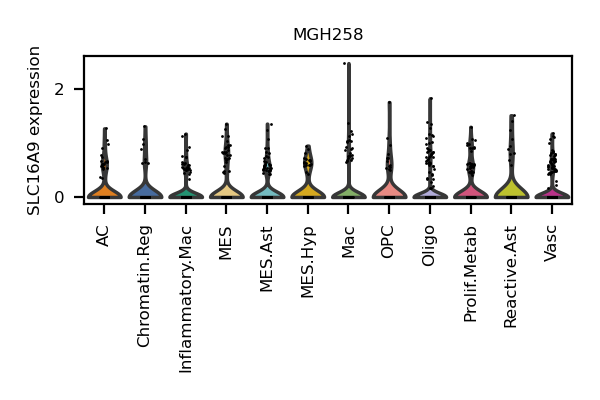 MGH258
SLC16A9 expression
2
0
AC
Chromatin.Reg
Inflammatory.Mac
MES
MES.Ast
MES.Hyp
Mac
OPC
Oligo
Prolif.Metab
Reactive.Ast
Vasc